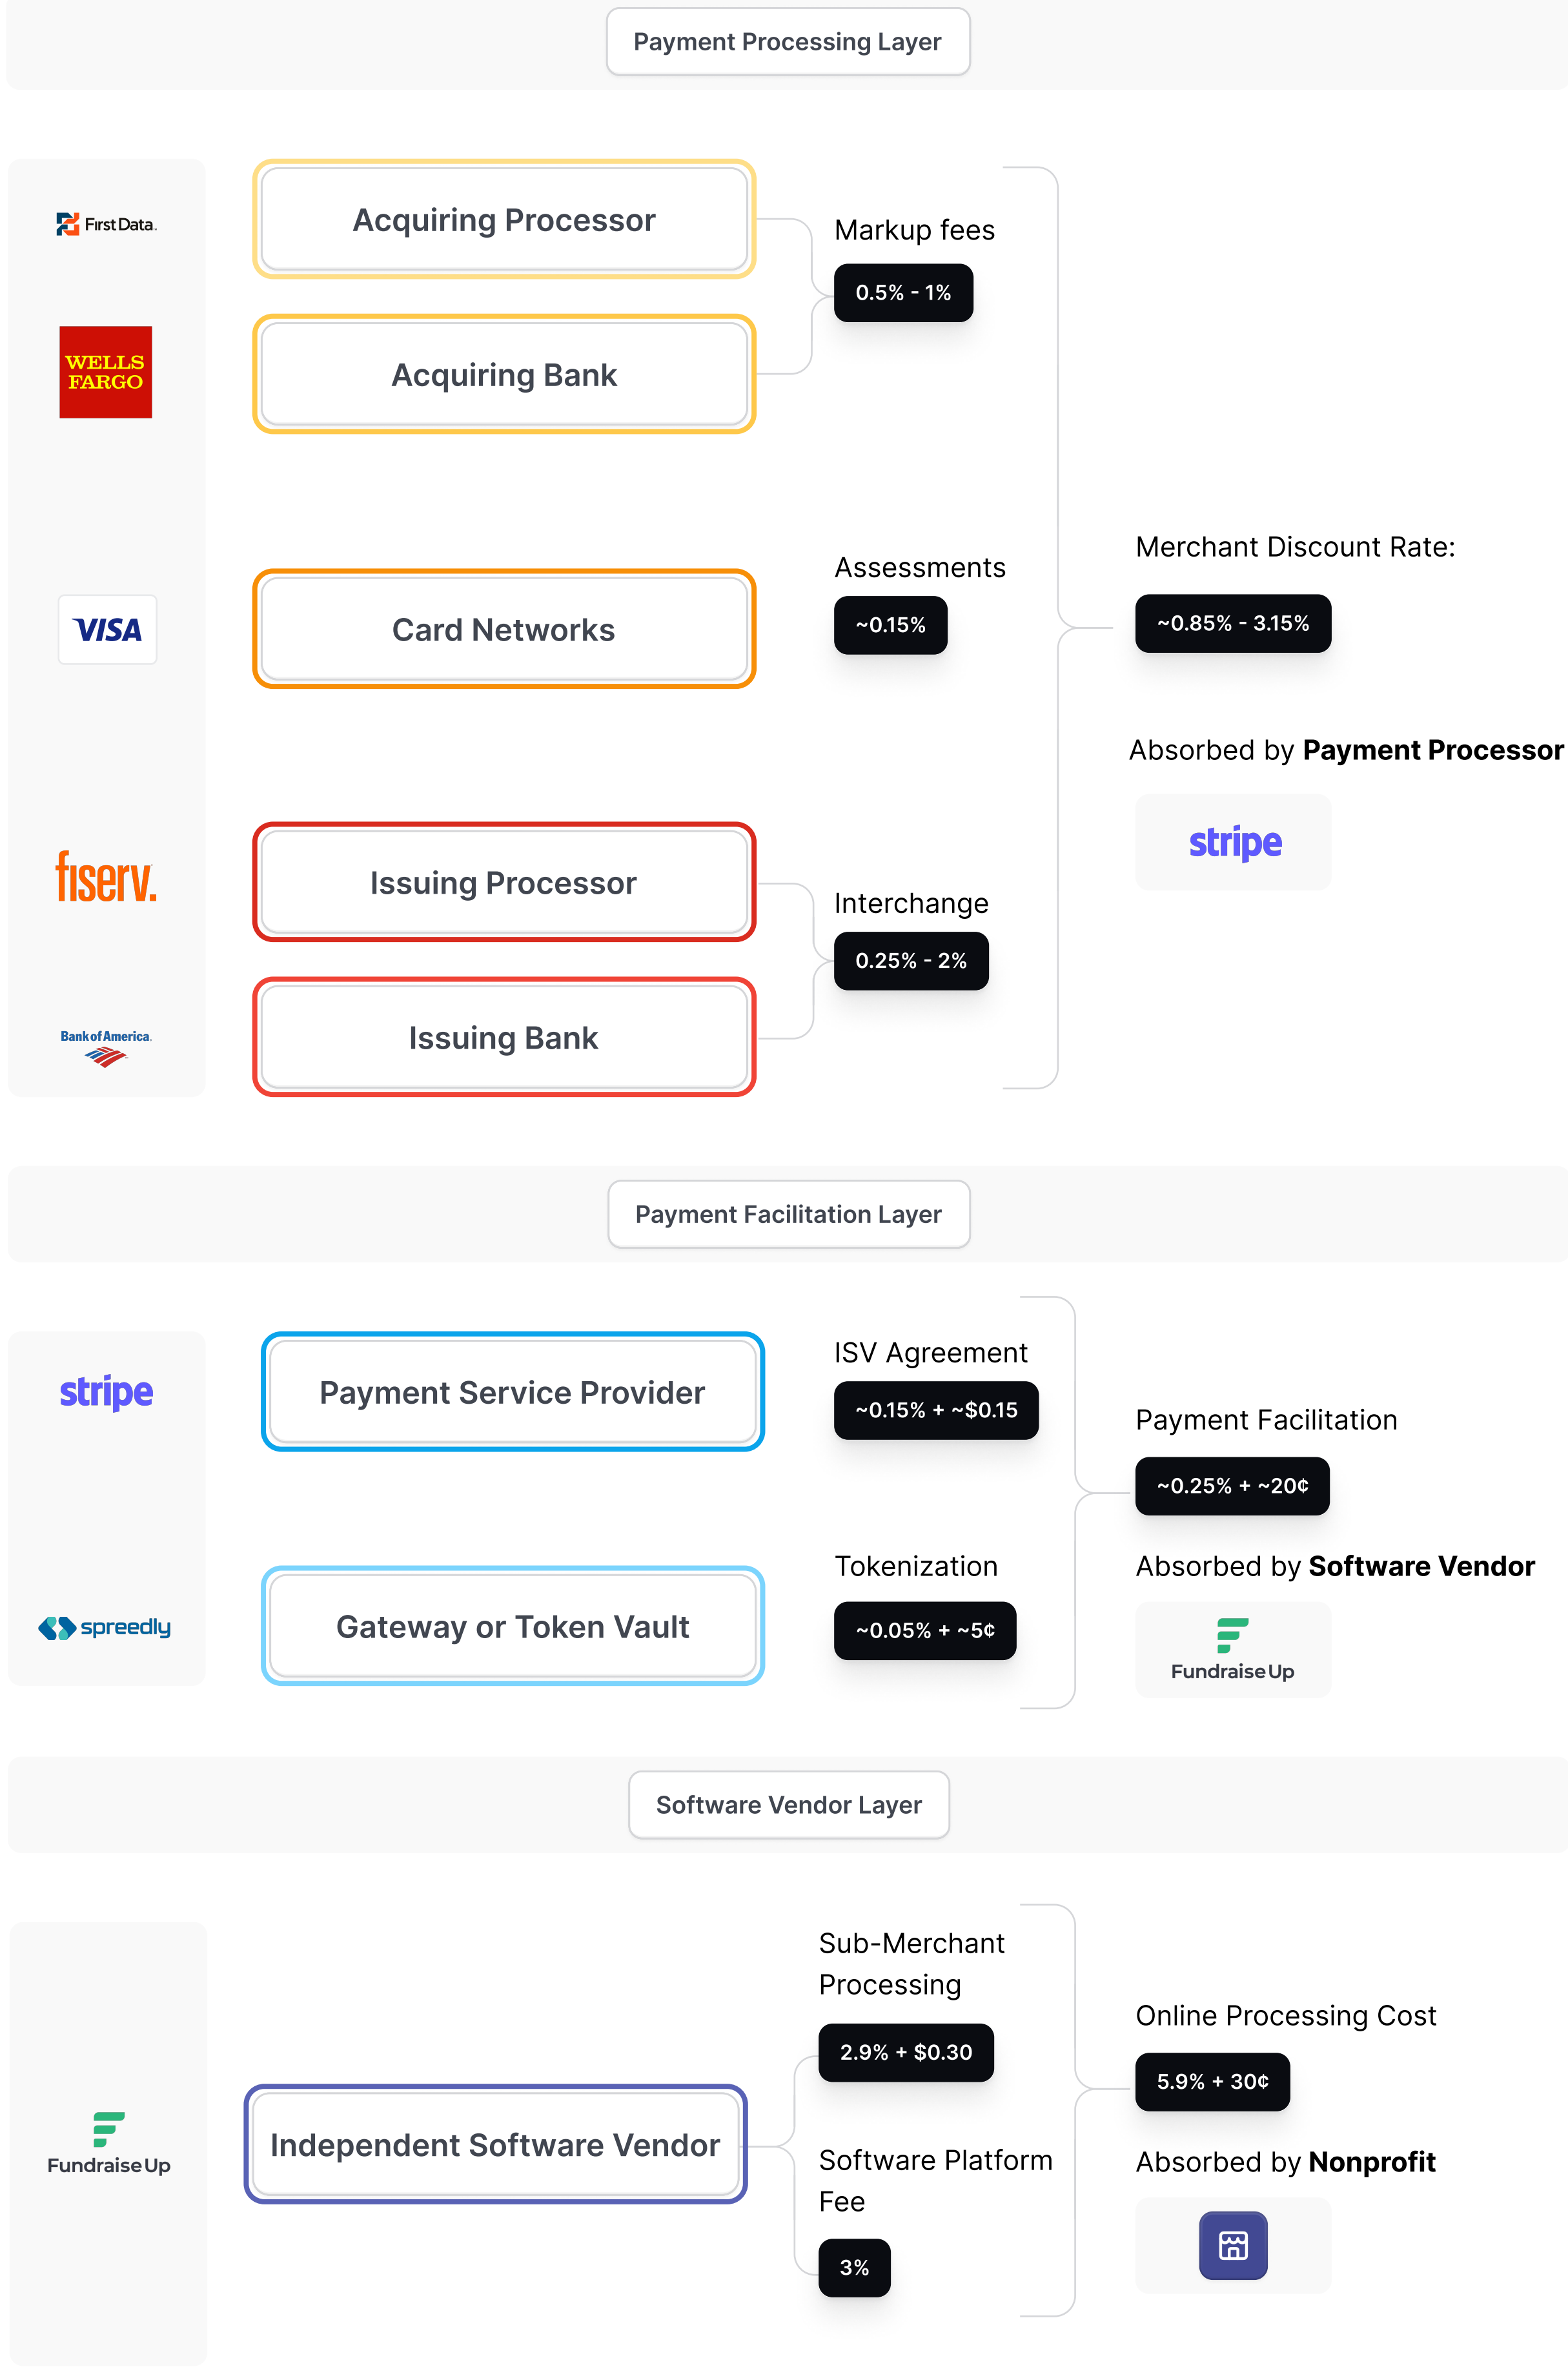 Payment Processing Layer
First Data.
Acquiring Processor
Markup fees
0.5% - 1%
WELLS
FARGO
Acquiring Bank
Merchant Discount Rate:
~0.85% - 3.15%
Assessments
~0.15%
VISA
Card Networks
Absorbed by Payment Processor
stripe
fiserv.
Issuing Processor
Interchange
0.25% - 2%
Bank of America.
Issuing Bank
Payment Facilitation Layer
stripe
Payment Service Provider
ISV Agreement
~0.15% + ~$0.15
Payment Facilitation
~0.25% + ~20¢
Absorbed by Software Vendor
FundraiseUp
spreedly
Gateway or Token Vault
Tokenization
~0.05% + ~5¢
Software Vendor Layer
FundraiseUp
Independent Software Vendor
Sub-Merchant
Processing
2.9% + $0.30
Software Platform
Fee
3%
Online Processing Cost
5.9% + 30¢
Absorbed by Nonprofit